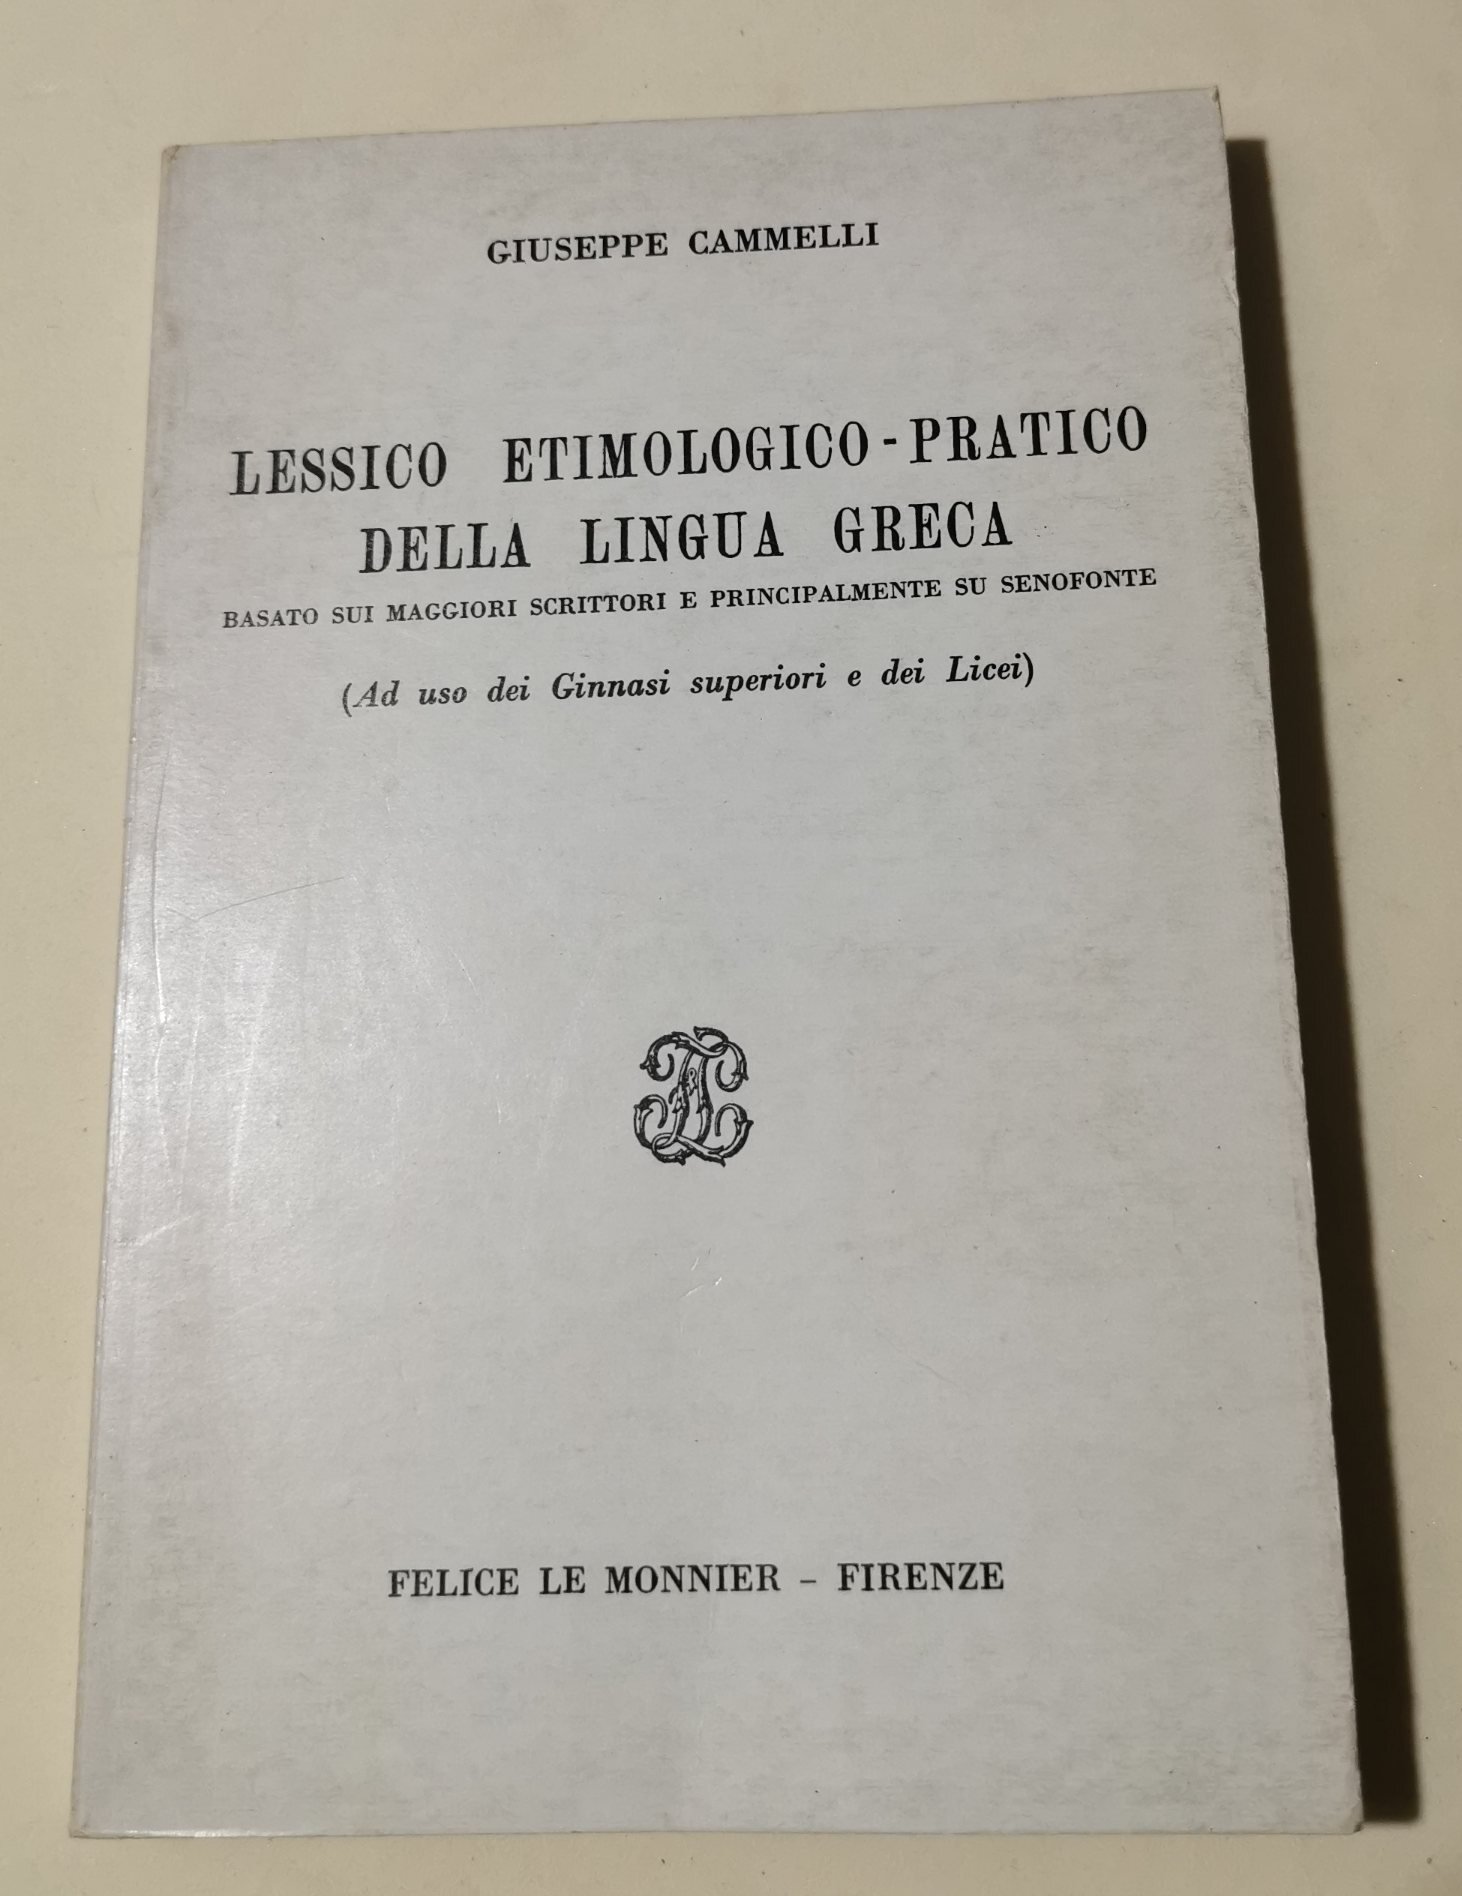 GIUSEPPE CAMMELLI
LESSICO ETIMOLOGICO-PRATICO
DELLA LINGUA GRECA
BASATO SUI MAGGIORI SCRITTORI E PRINCIPALMENTE SU SENOFONTE
(Ad uso dei Ginnasi superiori e dei Licei)
FELICE LE MONNIER – FIRENZE